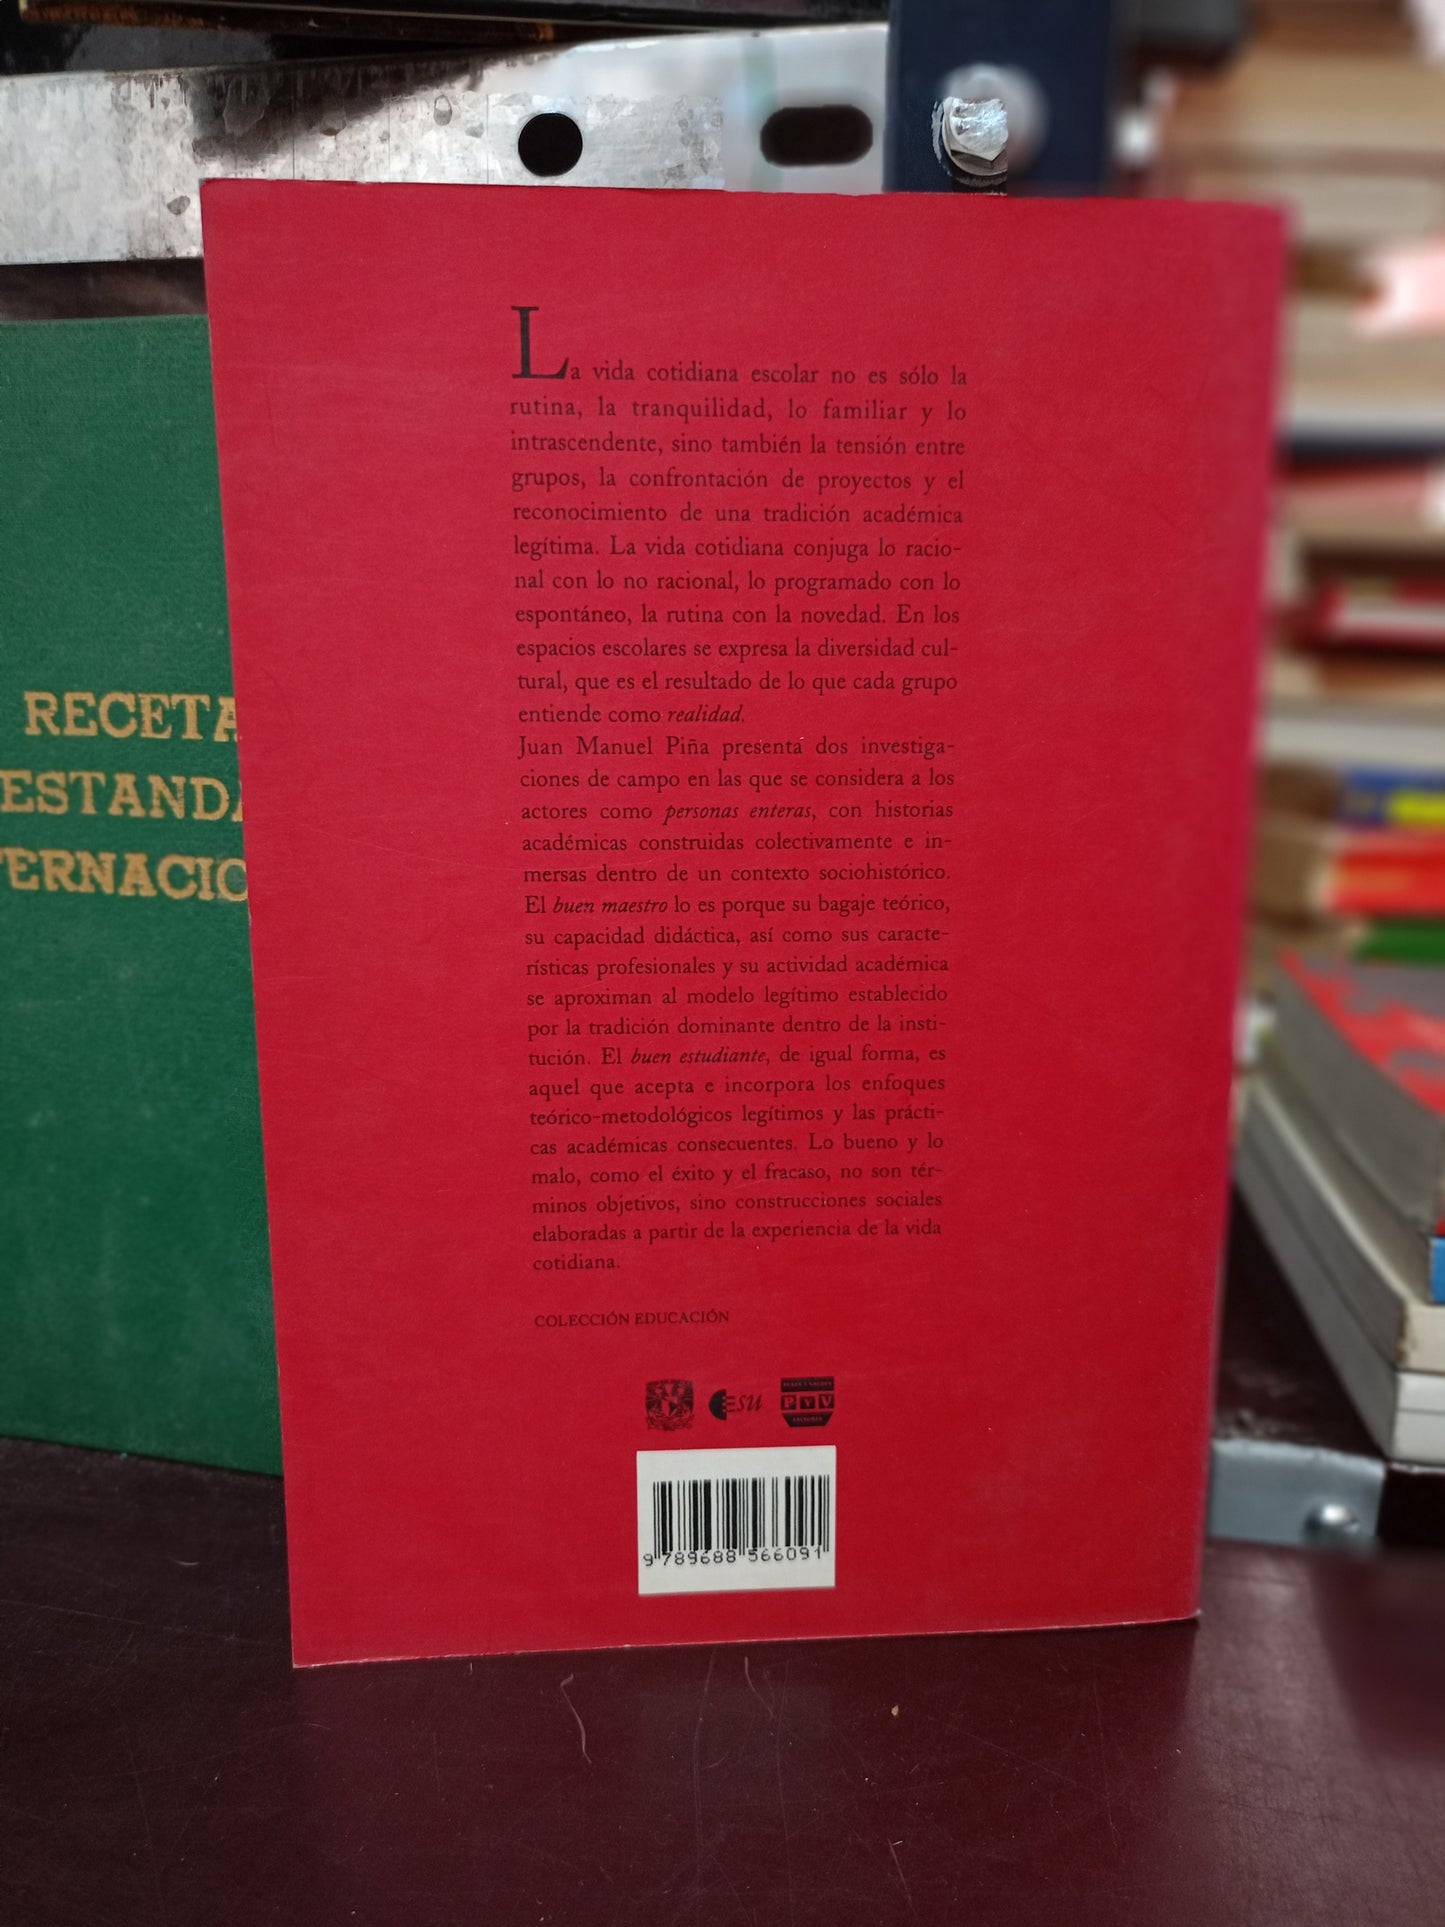 RECETA
ESTANDA
TERNACIO
La vida cotidiana escolar no es sólo la
rutina, la tranquilidad, lo familiar y lo
intrascendente, sino también la tensión entre
grupos, la confrontación de proyectos y el
reconocimiento de una tradición académica
legítima. La vida cotidiana conjuga lo racio-
nal con lo no racional, lo programado con lo
espontáneo, la rutina con la novedad. En los
espacios escolares se expresa la diversidad cul-
tural, que es el resultado de lo que cada grupo
entiende como realidad.
Juan Manuel Piña presenta dos investiga-
ciones de campo en las que se considera a los
actores como personas enteras, con historias
académicas construidas colectivamente e in-
mersas dentro de un contexto sociohistórico.
El buen maestro lo es porque su bagaje teórico,
su capacidad didáctica, así como sus caracte-
rísticas profesionales y su actividad académica
se aproximan al modelo legítimo establecido
por la tradición dominante dentro de la insti-
tución. El buen estudiante, de igual forma, es
aquel que acepta e incorpora los enfoques
teórico-metodológicos legítimos y las prácti-
cas académicas consecuentes. Lo bueno y lo
malo, como el éxito y el fracaso, no son tér-
minos objetivos, sino construcciones sociales
elaboradas a partir de la experiencia de la vida
cotidiana.
COLECCIÓN EDUCACIÓN
CESU
PLAZA Y VALDES
P Y V
EDITORES
9 789688 566091